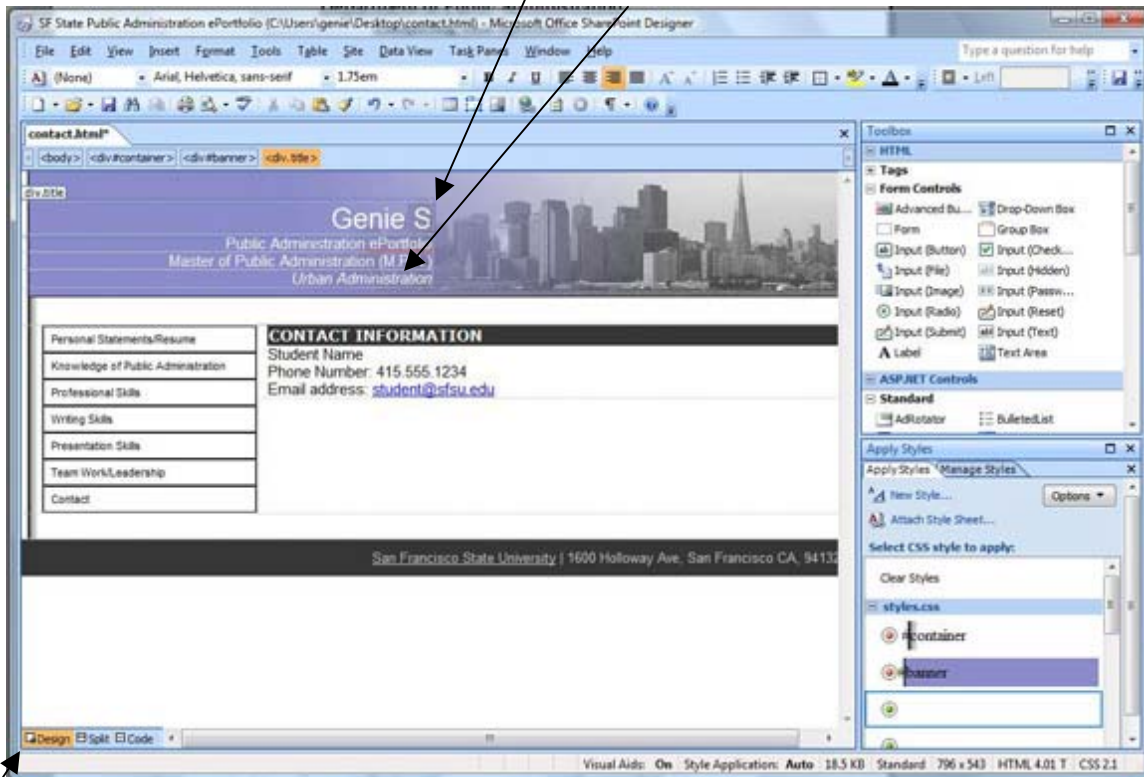 SF State Public Administration ePortfolio (C:\Users\genie\Desktop\contact.html) - Microsoft Office SharePoint Designer
File Edit View Insert Format Tools Table Site Data View Task Panes Window Help
Type a question for help
(None) Arial, Helvetica, sans-serif 1.75em
Left
contact.html*
<body> <div#container> <div#banner> <div.title>
div.title
Genie S
Public Administration ePortfolio
Master of Public Administration
Urban Administration
Personal Statements/Resume
Knowledge of Public Administration
Professional Skills
Writing Skills
Presentation Skills
Team Work/Leadership
Contact
CONTACT INFORMATION
Student Name
Phone Number: 415.555.1234
Email address: student@sfsu.edu
San Francisco State University | 1600 Holloway Ave, San Francisco CA, 94132
Design Split Code
Toolbox
HTML
Tags
Form Controls
Advanced Bu... Drop-Down Box
Form Group Box
Input (Button) Input (Check...
Input (File) Input (Hidden)
Input (Image) Input (Passw...
Input (Radio) Input (Reset)
Input (Submit) Input (Text)
Label Text Area
ASP.NET Controls
Standard
AdRotator BulletedList
Apply Styles
Apply Styles Manage Styles
New Style... Options
Attach Style Sheet...
Select CSS style to apply:
Clear Styles
styles.css
#container
#banner
Visual Aids: On Style Application: Auto 18.5 KB Standard 796 x 543 HTML 4.01 T CSS 2.1